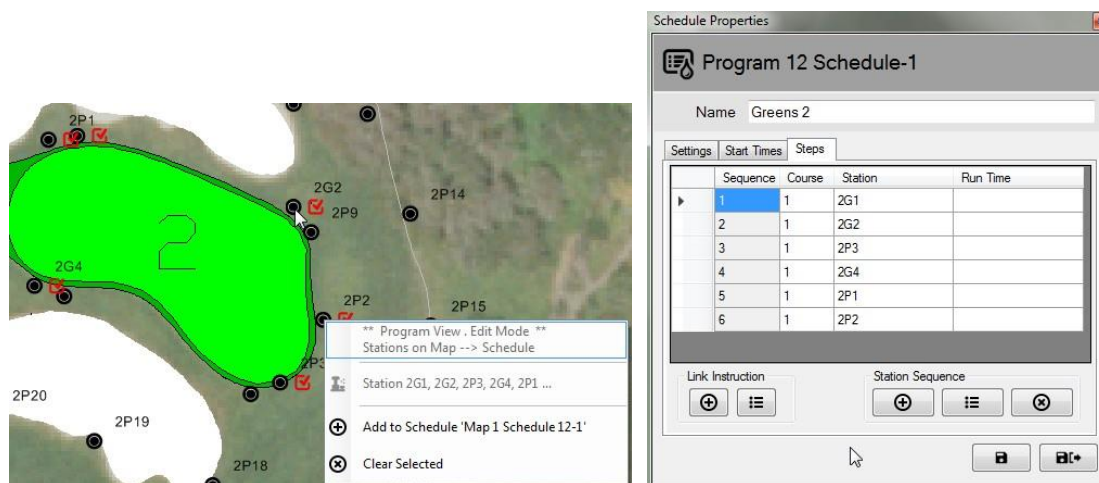 2P1
2
2G2
2P9
2P14
2G4
2P2
2P15
2P3
2P20
2P19
2P18
** Program View . Edit Mode **
Stations on Map --> Schedule
Station 2G1, 2G2, 2P3, 2G4, 2P1 ...
Add to Schedule 'Map 1 Schedule 12-1'
Clear Selected
Schedule Properties
Program 12 Schedule-1
Name Greens 2
Settings Start Times Steps
Sequence Course Station Run Time
1 1 2G1
2 1 2G2
3 1 2P3
4 1 2G4
5 1 2P1
6 1 2P2
Link Instruction Station Sequence